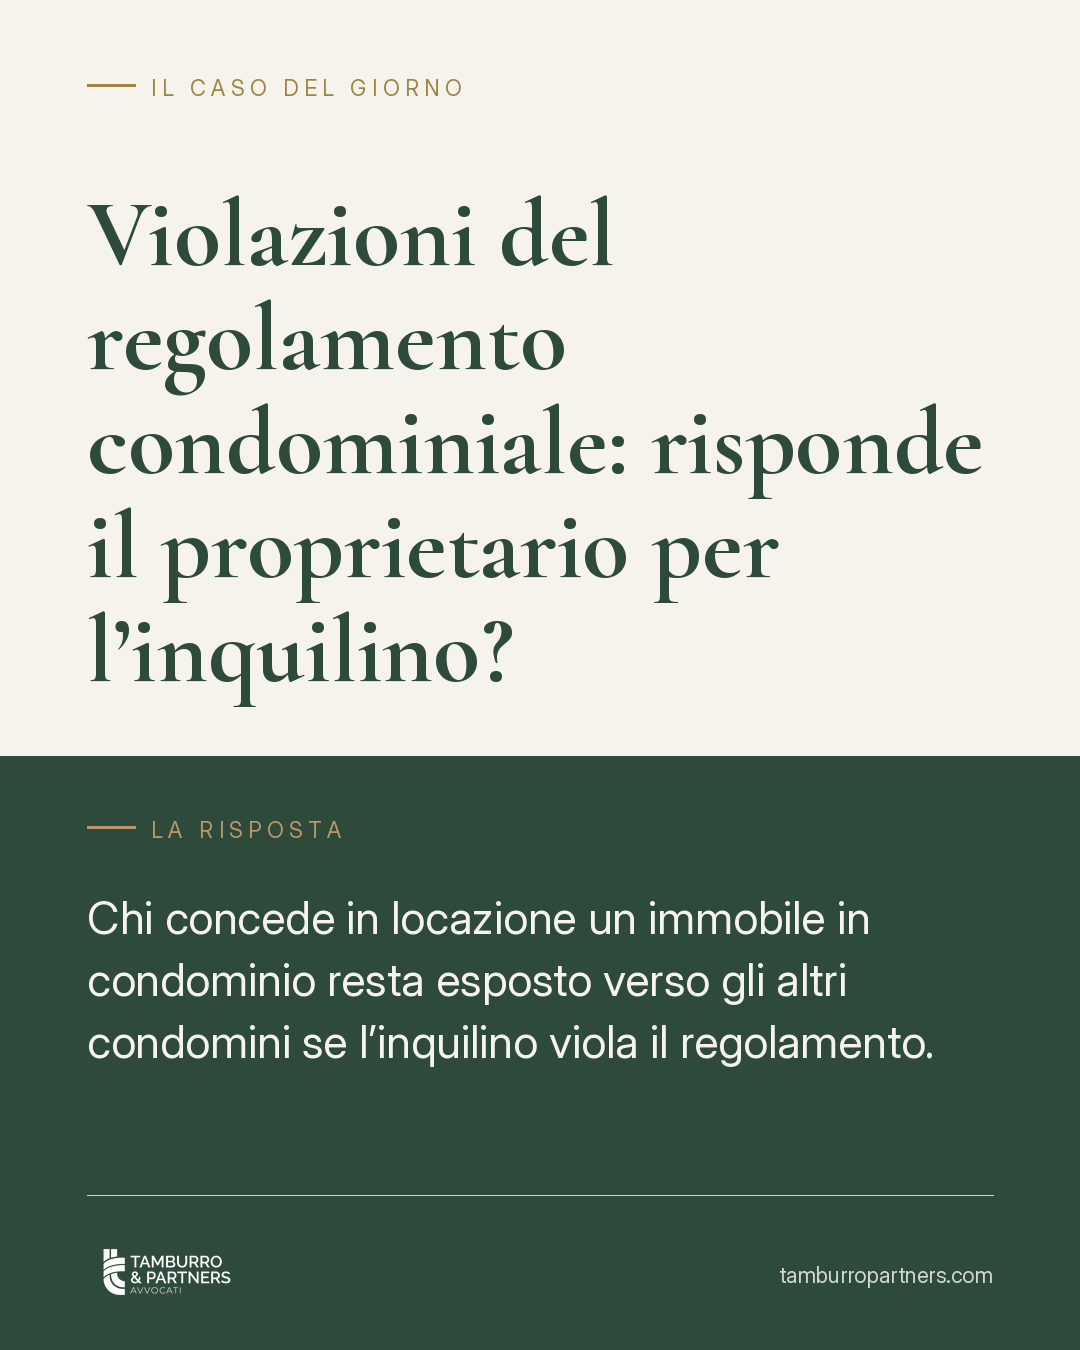 IL CASO DEL GIORNO
Violazioni del
regolamento
condominiale: risponde
il proprietario per
l’inquilino?
LA RISPOSTA
Chi concede in locazione un immobile in
condominio resta esposto verso gli altri
condomini se l’inquilino viola il regolamento.
TAMBURRO
& PARTNERS
AVVOCATI
tamburropartners.com